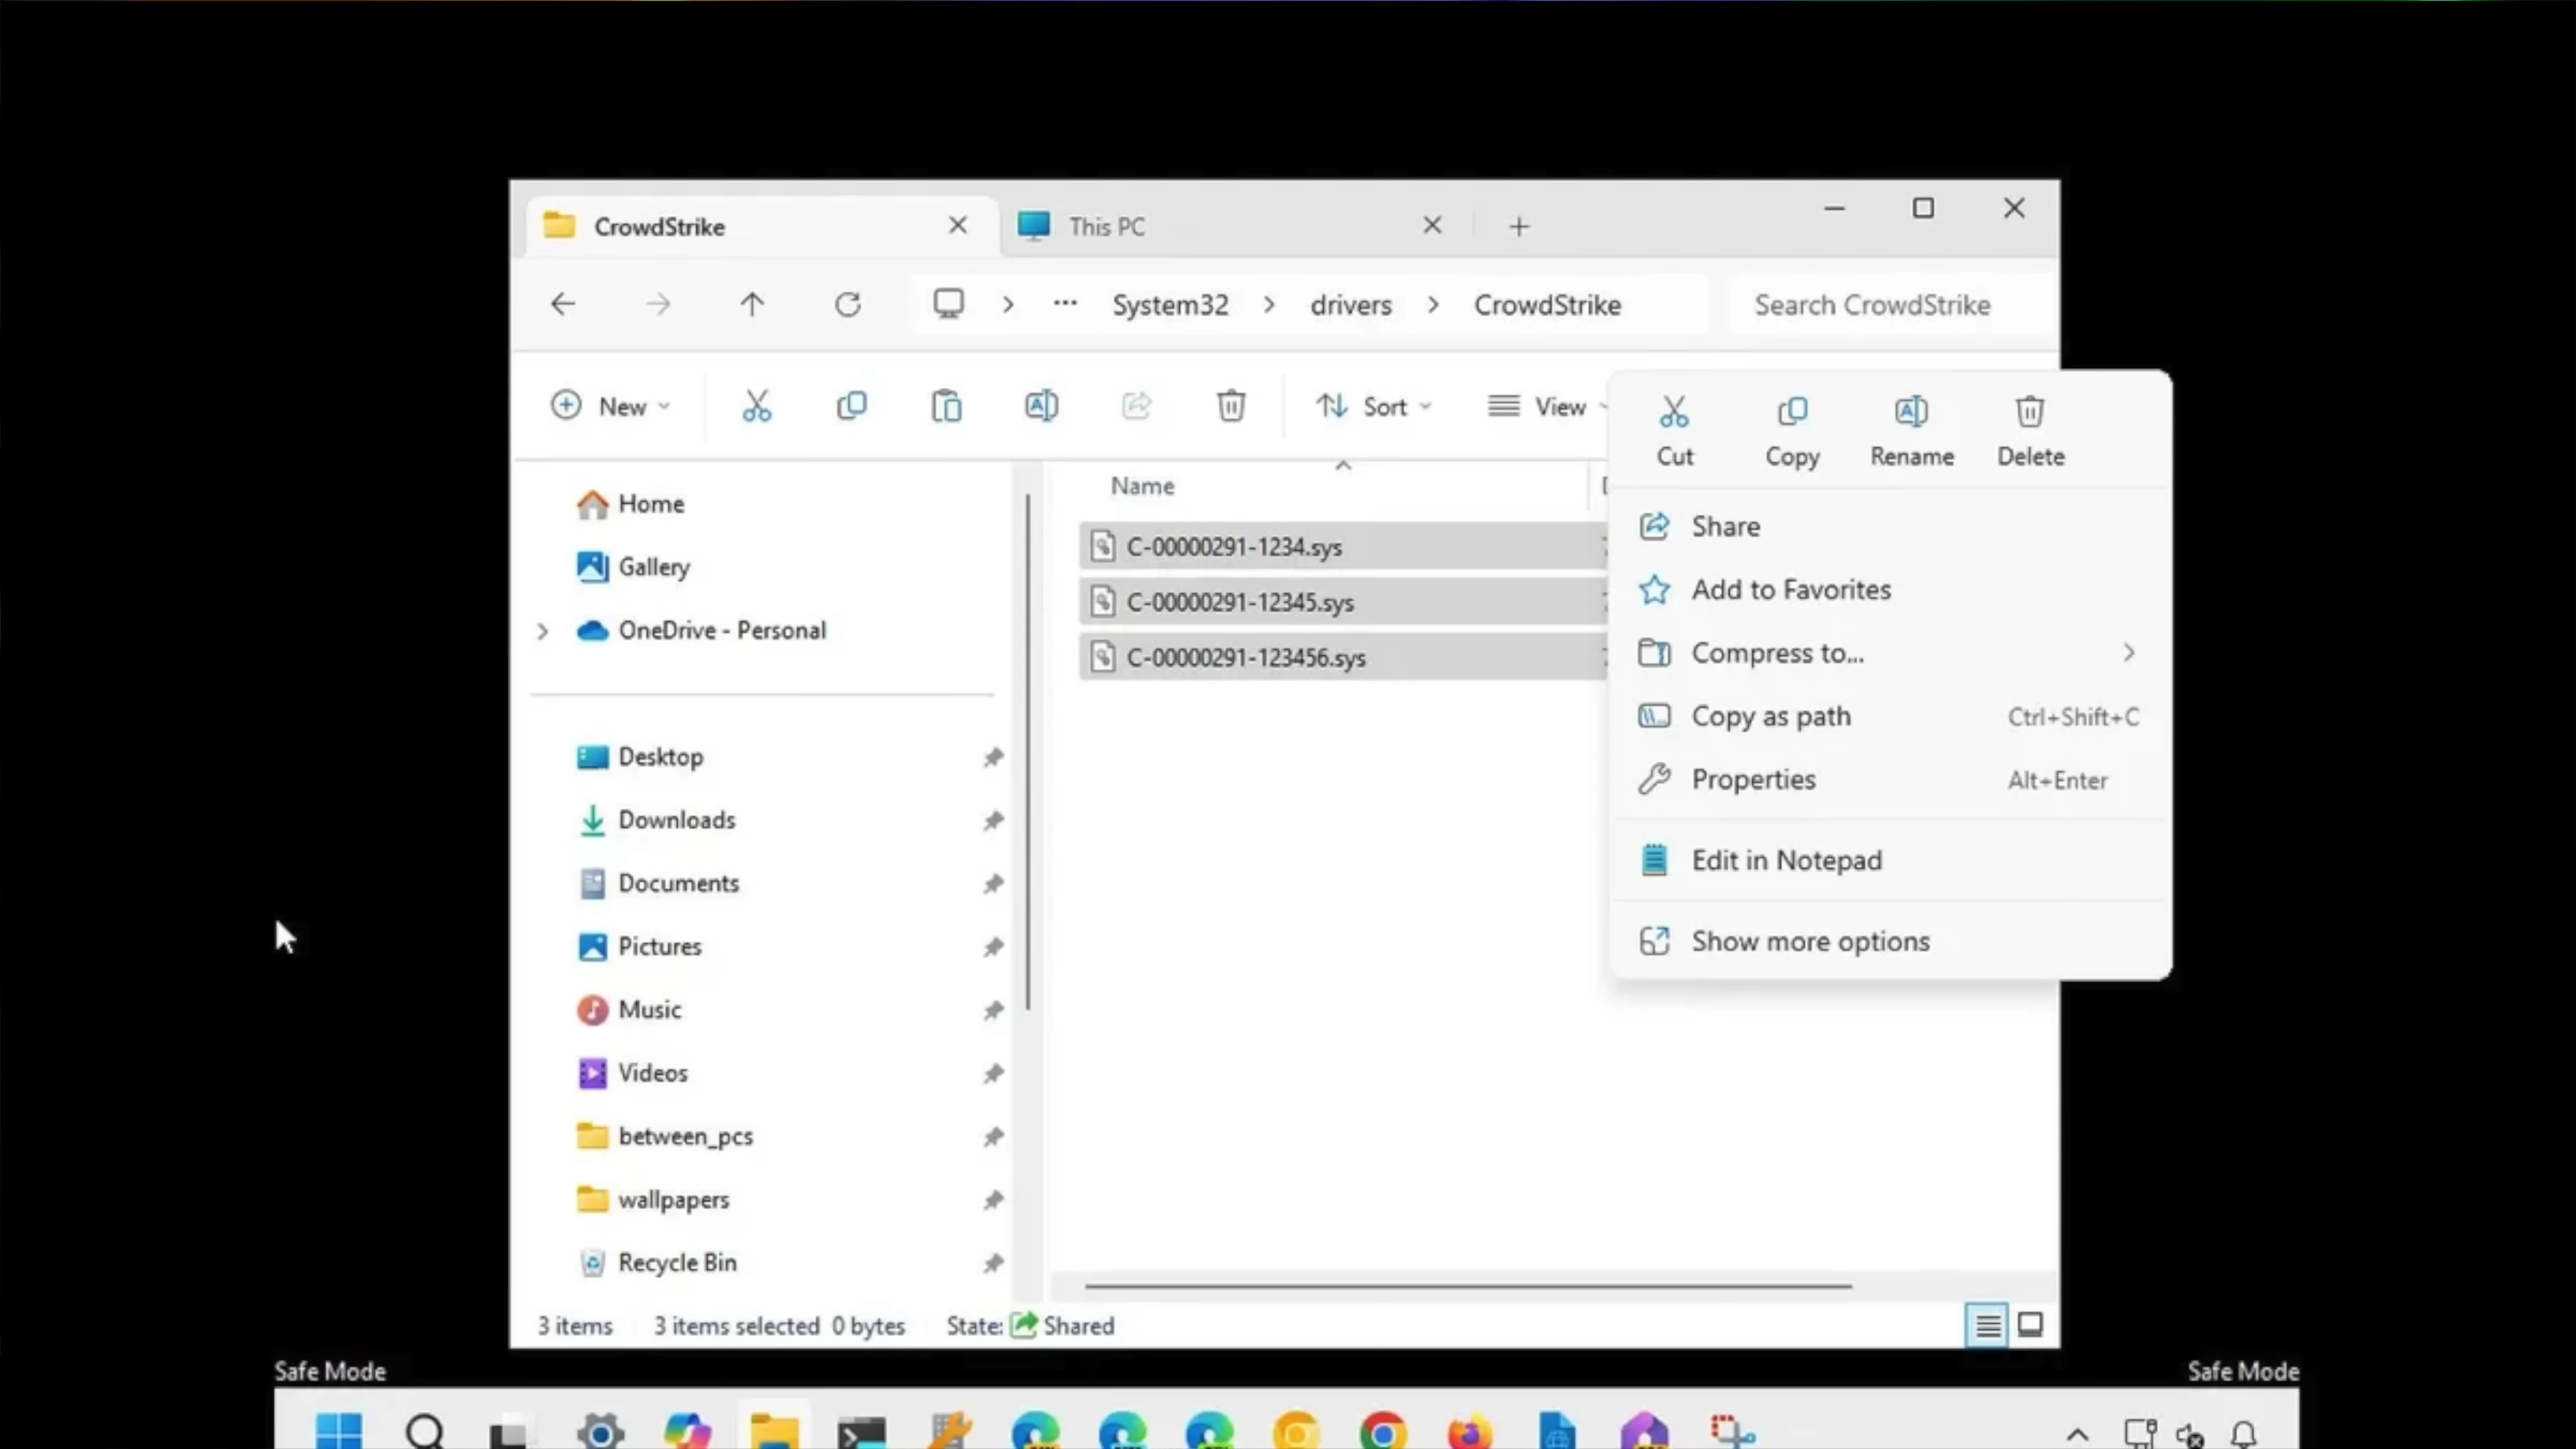 CrowdStrike
This PC
System32
drivers
CrowdStrike
Search CrowdStrike
New
Sort
View
Cut
Copy
Rename
Delete
Name
Home
Gallery
OneDrive - Personal
Desktop
Downloads
Documents
Pictures
Music
Videos
between_pcs
wallpapers
Recycle Bin
C-00000291-1234.sys
C-00000291-12345.sys
C-00000291-123456.sys
Share
Add to Favorites
Compress to...
Copy as path Ctrl+Shift+C
Properties Alt+Enter
Edit in Notepad
Show more options
3 items 3 items selected 0 bytes State: Shared
Safe Mode
Safe Mode